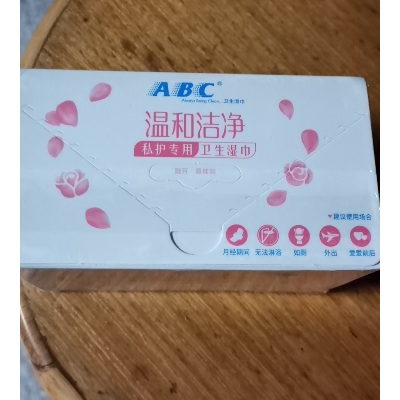 ABC®
卫生湿巾
温和洁净
私护专用卫生湿巾
▾建议使用场合
月经期间 无法淋浴 如厕 外出 爱爱前后